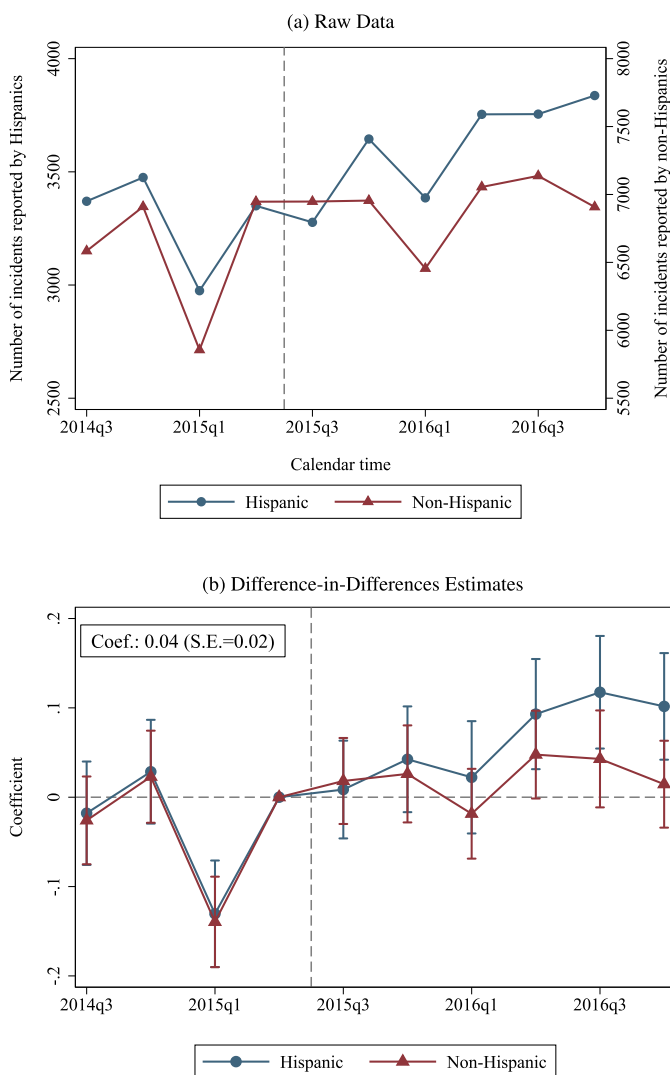 (a) Raw Data
Number of incidents reported by Hispanics
4000
3500
3000
2500
Number of incidents reported by non-Hispanics
8000
7500
7000
6500
6000
5500
2014q3 2015q1 2015q3 2016q1 2016q3
Calendar time
Hispanic Non-Hispanic
(b) Difference-in-Differences Estimates
Coef.: 0.04 (S.E.=0.02)
Coefficient
.2
.1
0
-.1
-.2
2014q3 2015q1 2015q3 2016q1 2016q3
Hispanic Non-Hispanic